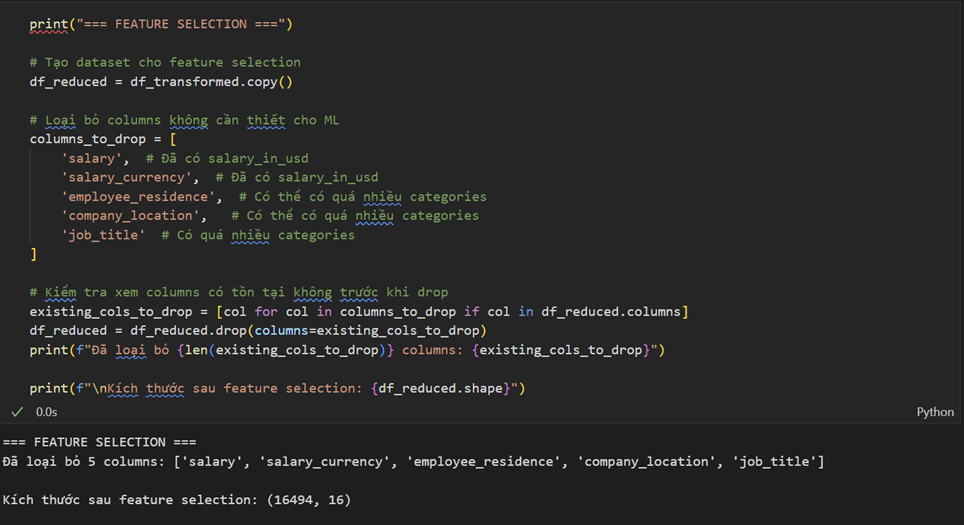 print("=== FEATURE SELECTION ===")
# Tạo dataset cho feature selection
df_reduced = df_transformed.copy()
# Loại bỏ columns không cần thiết cho ML
columns_to_drop = [
'salary',  # Đã có salary_in_usd
'salary_currency',  # Đã có salary_in_usd
'employee_residence',  # Có thể có quá nhiều categories
'company_location',   # Có thể có quá nhiều categories
'job_title'  # Có quá nhiều categories
]
# Kiểm tra xem columns có tồn tại không trước khi drop
existing_cols_to_drop = [col for col in columns_to_drop if col in df_reduced.columns]
df_reduced = df_reduced.drop(columns=existing_cols_to_drop)
print(f"Đã loại bỏ {len(existing_cols_to_drop)} columns: {existing_cols_to_drop}")
print(f"\nKích thước sau feature selection: {df_reduced.shape}")
0.0s
Python
=== FEATURE SELECTION ===
Đã loại bỏ 5 columns: ['salary', 'salary_currency', 'employee_residence', 'company_location', 'job_title']
Kích thước sau feature selection: (16494, 16)